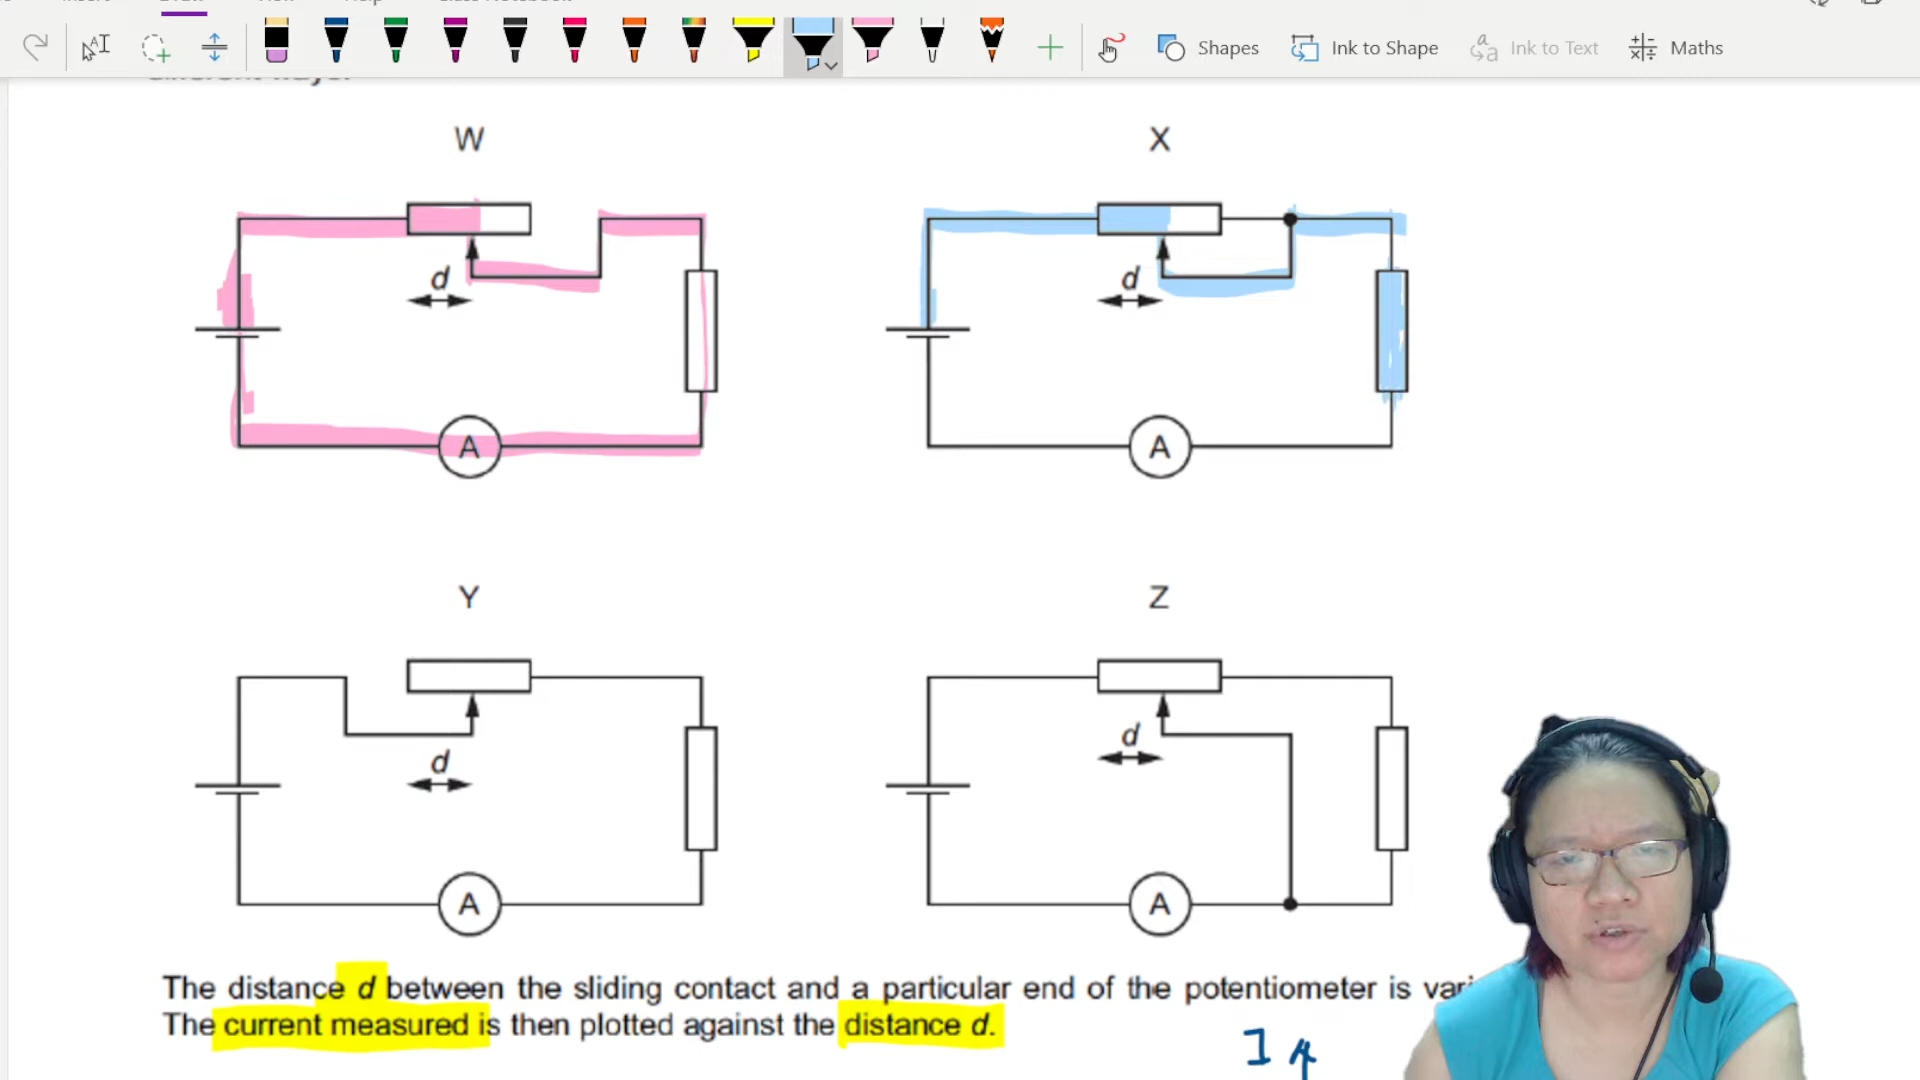 Shapes Ink to Shape Ink to Text Maths
W X
d d
A A
Y Z
d d
A A
The distance d between the sliding contact and a particular end of the potentiometer is
The current measured is then plotted against the distance d.
I